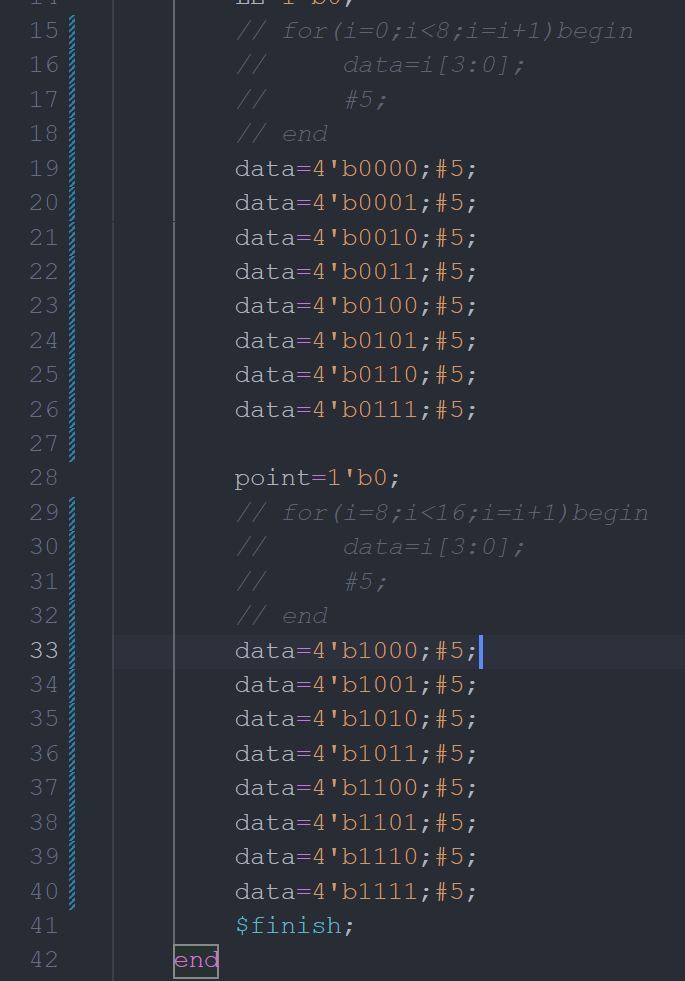 15 // for(i=0;i<8;i=i+1)begin
16 //     data=i[3:0];
17 //     #5;
18 // end
19 data=4'b0000;#5;
20 data=4'b0001;#5;
21 data=4'b0010;#5;
22 data=4'b0011;#5;
23 data=4'b0100;#5;
24 data=4'b0101;#5;
25 data=4'b0110;#5;
26 data=4'b0111;#5;
27
28 point=1'b0;
29 // for(i=8;i<16;i=i+1)begin
30 //     data=i[3:0];
31 //     #5;
32 // end
33 data=4'b1000;#5;
34 data=4'b1001;#5;
35 data=4'b1010;#5;
36 data=4'b1011;#5;
37 data=4'b1100;#5;
38 data=4'b1101;#5;
39 data=4'b1110;#5;
40 data=4'b1111;#5;
41 $finish;
42 end